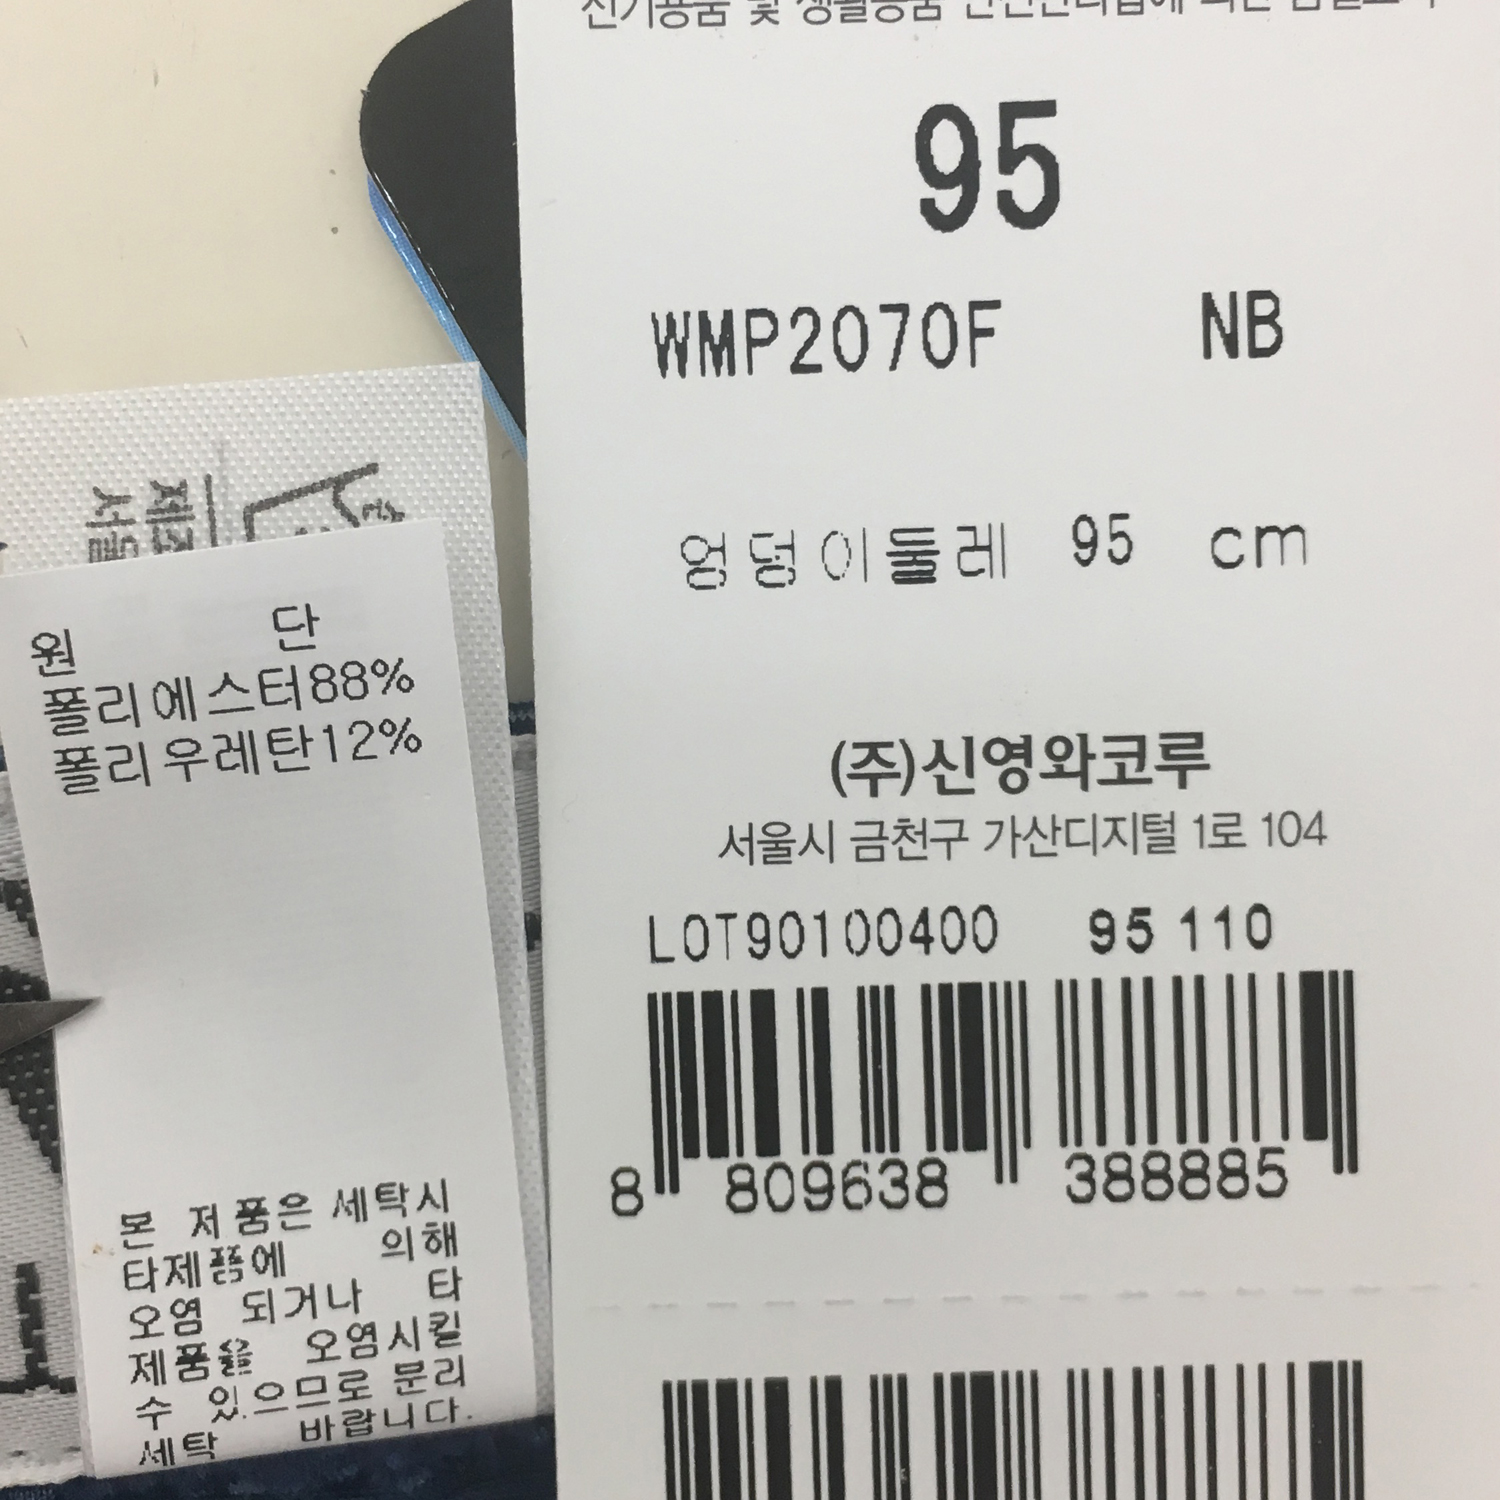 95
WMP2070F NB
엉덩이둘레 95 cm
(주)신영와코루
서울시 금천구 가산디지털 1로 104
LOT90100400 95 110
8 809638 388885
제조
서울
원 단
폴리에스터88%
폴리우레탄12%
본 저품은 세탁시
타제품에 의해
오염 되거나 타
제품을 오염시킬
수 있으므로 분리
세탁 바랍니다.